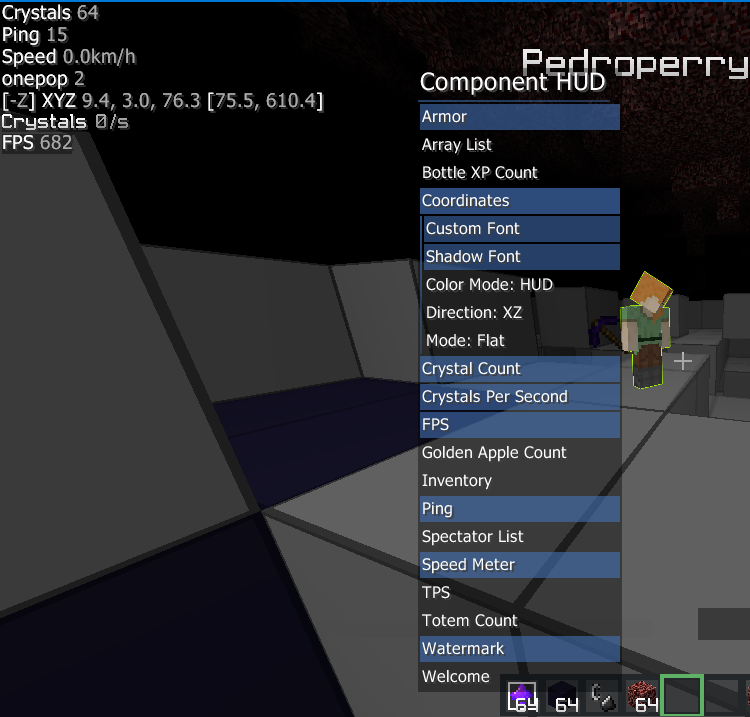 Crystals 64
Ping 15
Speed 0.0km/h
onepop 2
[-Z] XYZ 9.4, 3.0, 76.3 [75.5, 610.4]
Crystals 0/s
FPS 682
Pedroperry
Component HUD
Armor
Array List
Bottle XP Count
Coordinates
Custom Font
Shadow Font
Color Mode: HUD
Direction: XZ
Mode: Flat
Crystal Count
Crystals Per Second
FPS
Golden Apple Count
Inventory
Ping
Spectator List
Speed Meter
TPS
Totem Count
Watermark
Welcome
64 64 64